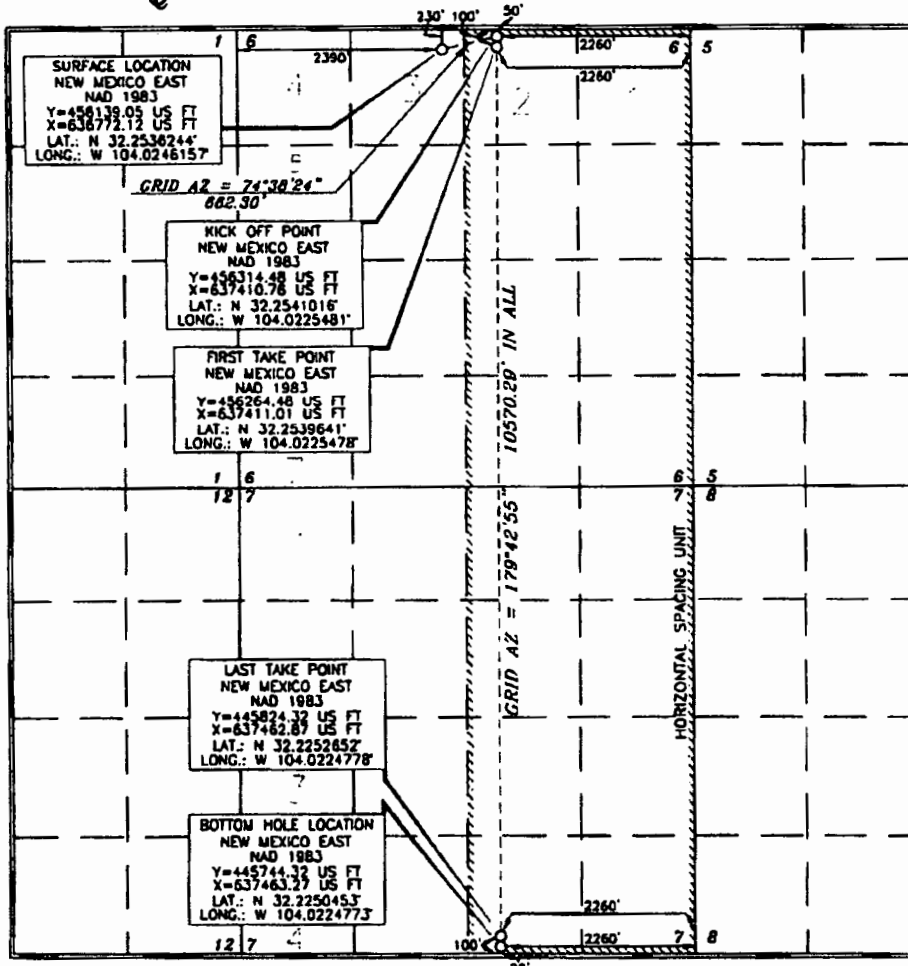 230' 100' 50'
1 6
2390'
2260'
6 5
2260'
4 3 2
5
SURFACE LOCATION
NEW MEXICO EAST
NAD 1983
Y=456139.05 US FT
X=636772.12 US FT
LAT.: N 32.2536244°
LONG.: W 104.0246157°
GRID AZ = 74°38'24"
662.30'
KICK OFF POINT
NEW MEXICO EAST
NAD 1983
Y=456314.48 US FT
X=637410.76 US FT
LAT.: N 32.2541016°
LONG.: W 104.0225481°
FIRST TAKE POINT
NEW MEXICO EAST
NAD 1983
Y=456264.48 US FT
X=637411.01 US FT
LAT.: N 32.2539641°
LONG.: W 104.0225478°
GRID AZ = 179°42'55" 10570.29' IN ALL
1 6
12 7
6 5
7 8
HORIZONTAL SPACING UNIT
LAST TAKE POINT
NEW MEXICO EAST
NAD 1983
Y=445824.32 US FT
X=637462.87 US FT
LAT.: N 32.2252652°
LONG.: W 104.0224778°
BOTTOM HOLE LOCATION
NEW MEXICO EAST
NAD 1983
Y=445744.32 US FT
X=637463.27 US FT
LAT.: N 32.2250453°
LONG.: W 104.0224773°
4
2260'
12 7
100'
2260'
7 8